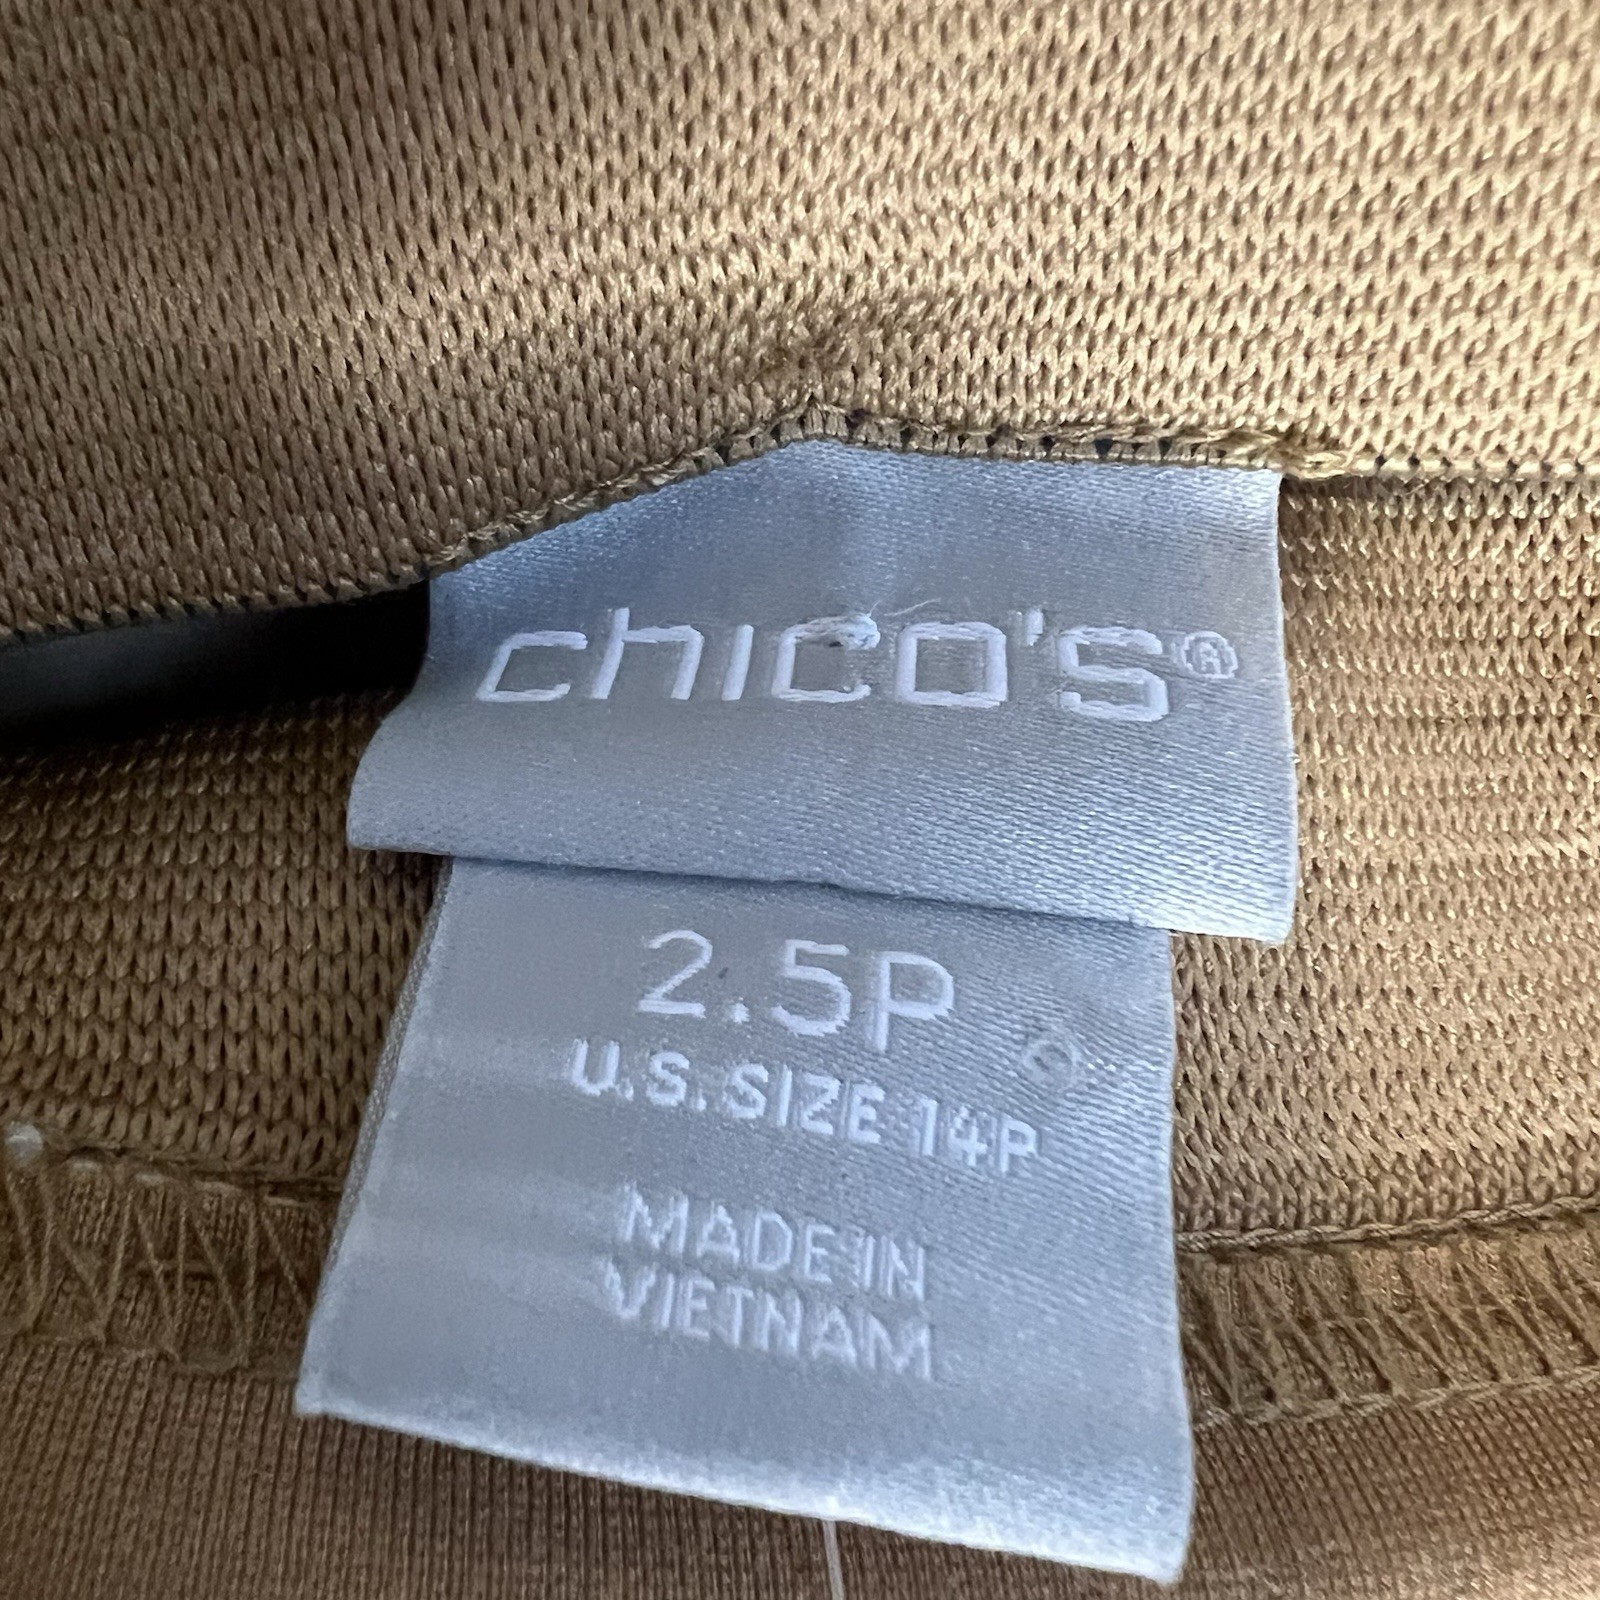 chico's®
2.5P
U.S. SIZE 14P
MADE IN
VIETNAM